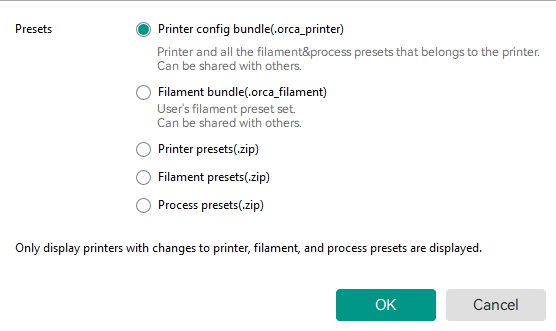 Presets
Printer config bundle(.orca_printer)
Printer and all the filament&process presets that belongs to the printer.
Can be shared with others.
Filament bundle(.orca_filament)
User's filament preset set.
Can be shared with others.
Printer presets(.zip)
Filament presets(.zip)
Process presets(.zip)
Only display printers with changes to printer, filament, and process presets are displayed.
OK
Cancel